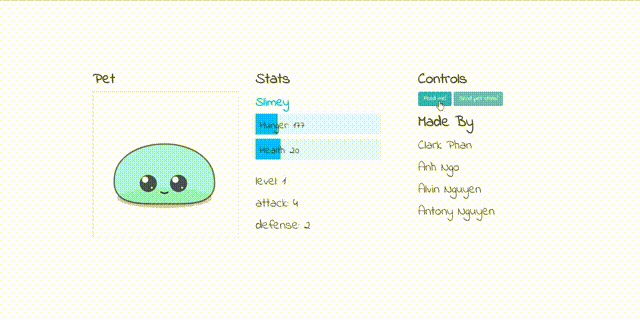 Pet
Stats
Slimey
Hunger: 177
Health: 20
level: 1
attack: 4
defense: 2
Controls
Feed me!
Send pet away!
Made By
Clark Phan
Anh Ngo
Alvin Nguyen
Antony Nguyen